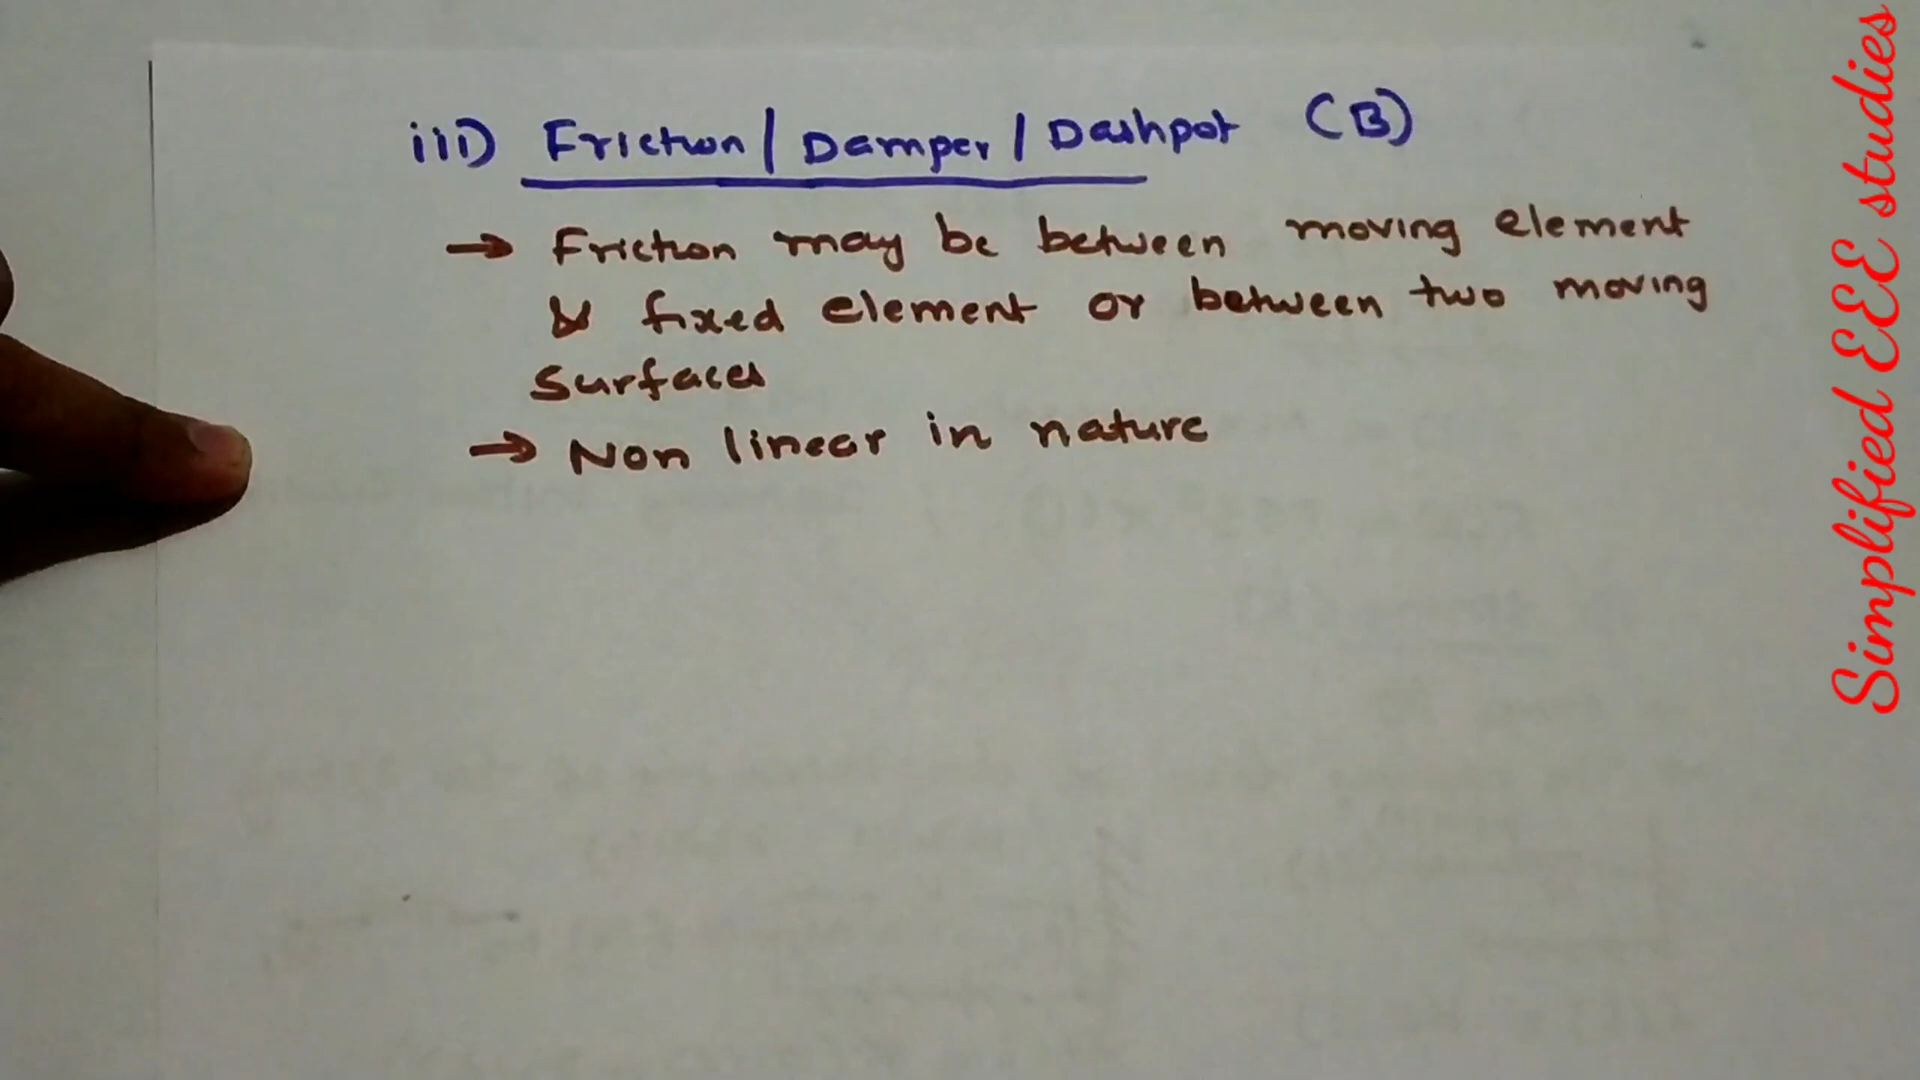 iii) Friction / Damper / Dashpot (B)
→ Friction may be between moving element
& fixed element or between two moving
surfaces
→ Non linear in nature
Simplified EEE studies